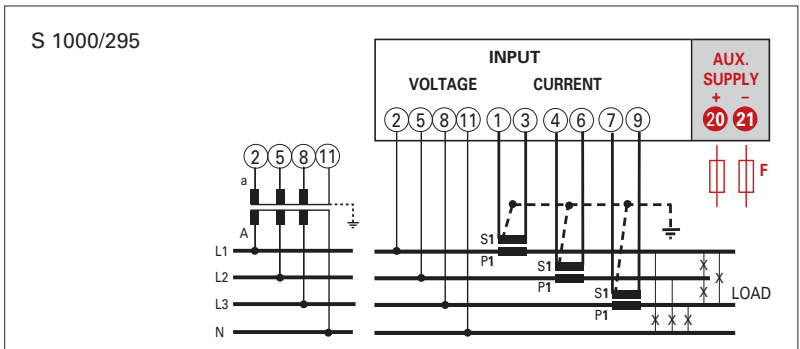 S 1000/295
INPUT
VOLTAGE CURRENT
AUX.
SUPPLY
+ −
2 5 8 11 1 3 4 6 7 9
20 21
F
2 5 8 11
a
A
S1
P1
S1
P1
S1
P1
L1
L2
L3
N
X
X
X
X X X
LOAD